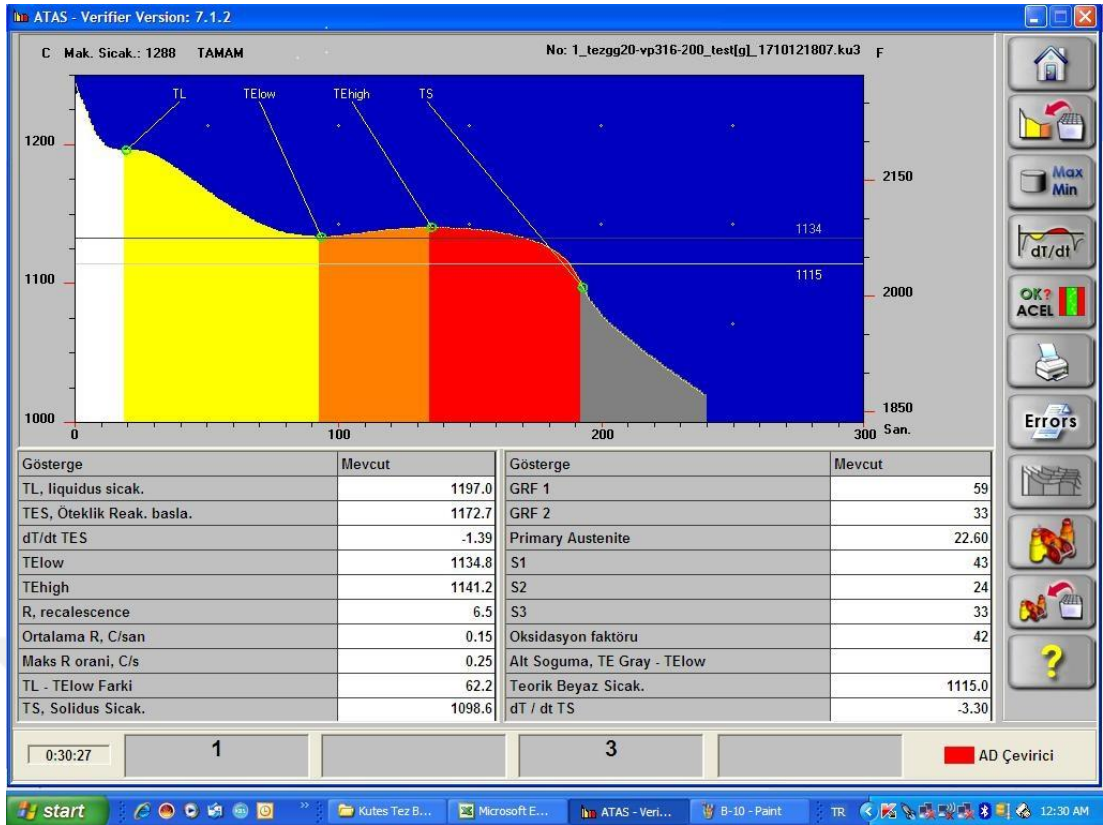 ATAS - Verifier Version: 7.1.2
C Mak. Sicak.: 1288 TAMAM No: 1_tezgg20-vp316-200_test[g]_1710121807.ku3 F
TL TElow TEhigh TS
1200
2150
Max
Min
1134
dT/dt
1115
1100
2000
OK?
ACEL
1000
1850
Errors
0 100 200 300 San.
Gösterge Mevcut Gösterge Mevcut
TL, liquidus sicak. 1197.0 GRF 1 59
TES, Öteklik Reak. basla. 1172.7 GRF 2 33
dT/dt TES -1.39 Primary Austenite 22.60
TElow 1134.8 S1 43
TEhigh 1141.2 S2 24
R, recalescence 6.5 S3 33
Ortalama R, C/san 0.15 Oksidasyon faktöru 42
Maks R orani, C/s 0.25 Alt Soguma, TE Gray - TElow
TL - TElow Farki 62.2 Teorik Beyaz Sicak. 1115.0
TS, Solidus Sicak. 1098.6 dT / dt TS -3.30
?
0:30:27 1 3 AD Çevirici
start Kutes Tez B... Microsoft E... ATAS - Veri... B-10 - Paint TR 12:30 AM